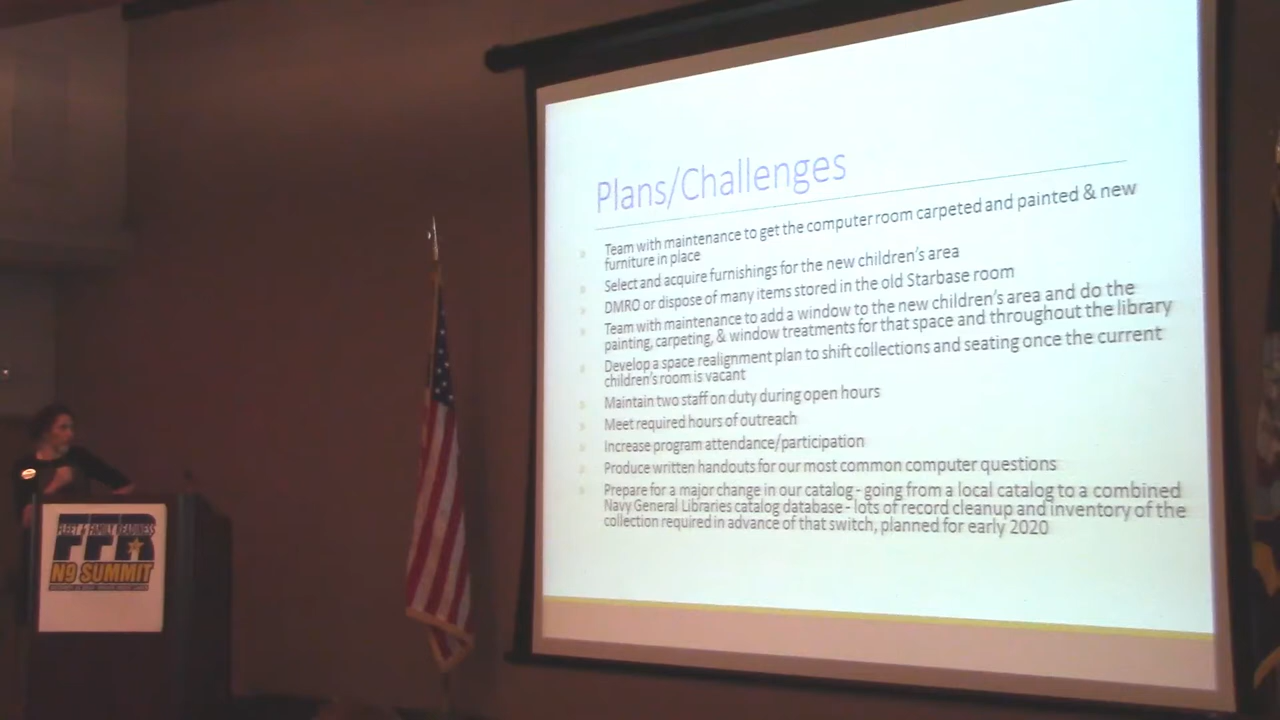 Plans/Challenges
Team with maintenance to get the computer room carpeted and painted & new
furniture in place
Select and acquire furnishings for the new children's area
DMRO or dispose of many items stored in the old Starbase room
Team with maintenance to add a window to the new children's area and do the
painting, carpeting, & window treatments for that space and throughout the library
Develop a space realignment plan to shift collections and seating once the current
children's room is vacant
Maintain two staff on duty during open hours
Meet required hours of outreach
Increase program attendance/participation
Produce written handouts for our most common computer questions
Prepare for a major change in our catalog - going from a local catalog to a combined
Navy General Libraries catalog database - lots of record cleanup and inventory of the
collection required in advance of that switch, planned for early 2020
FLEET & FAMILY READINESS
FFR
N9 SUMMIT